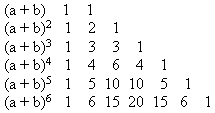 (a + b) 1 1
(a + b)² 1 2 1
(a + b)³ 1 3 3 1
(a + b)⁴ 1 4 6 4 1
(a + b)⁵ 1 5 10 10 5 1
(a + b)⁶ 1 6 15 20 15 6 1